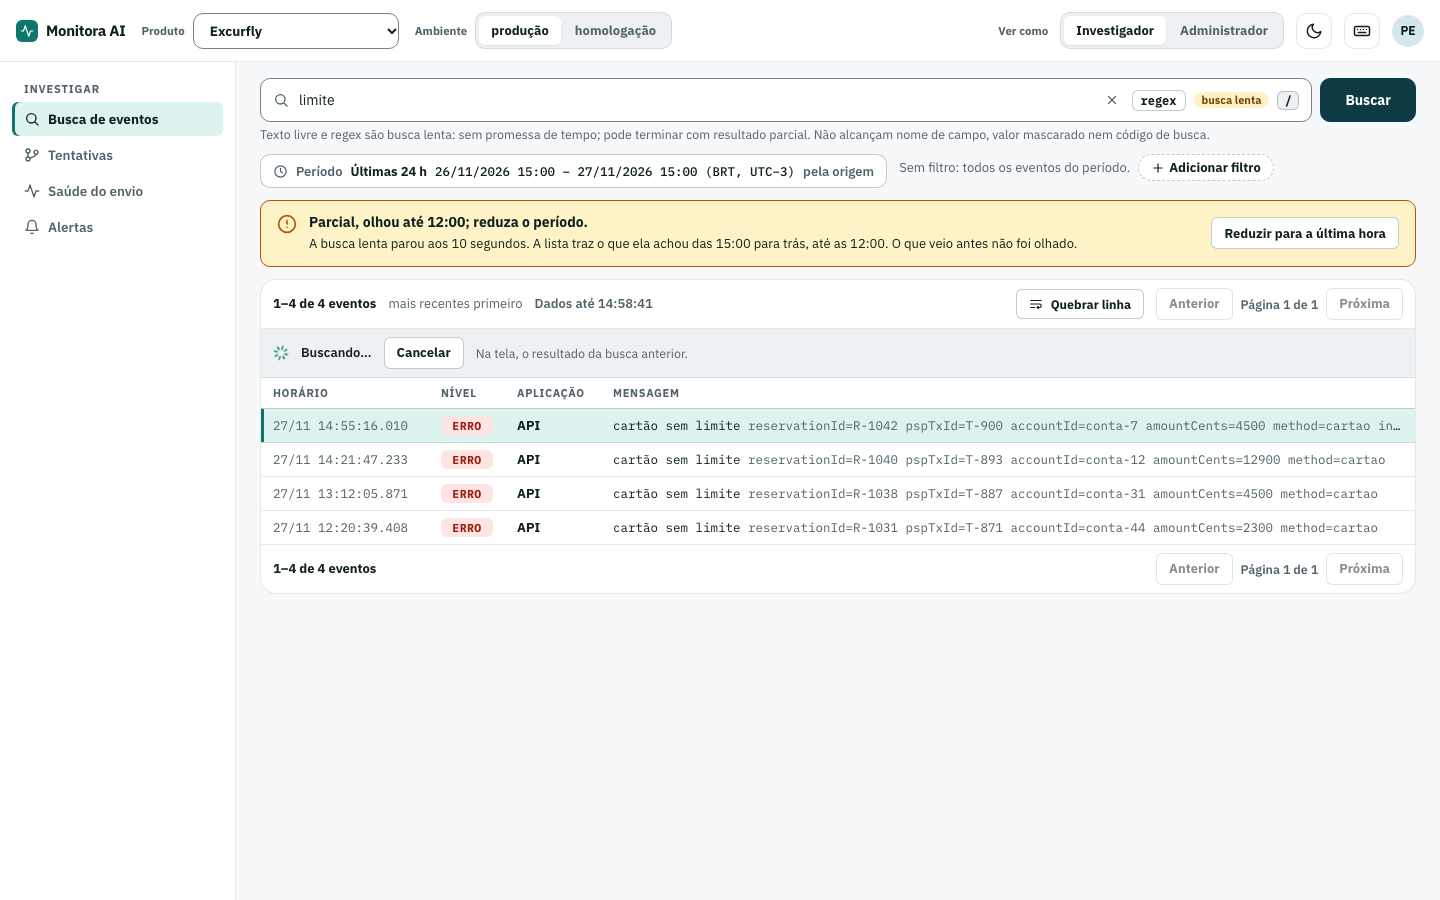 Monitora AI Produto Excurfly Ambiente produção homologação Ver como Investigador Administrador PE
INVESTIGAR
Busca de eventos
Tentativas
Saúde do envio
Alertas
limite regex busca lenta / Buscar
Texto livre e regex são busca lenta: sem promessa de tempo; pode terminar com resultado parcial. Não alcançam nome de campo, valor mascarado nem código de busca.
Período Últimas 24 h 26/11/2026 15:00 – 27/11/2026 15:00 (BRT, UTC−3) pela origem Sem filtro: todos os eventos do período. Adicionar filtro
Parcial, olhou até 12:00; reduza o período.
A busca lenta parou aos 10 segundos. A lista traz o que ela achou das 15:00 para trás, até as 12:00. O que veio antes não foi olhado.
Reduzir para a última hora
1–4 de 4 eventos mais recentes primeiro Dados até 14:58:41 Quebrar linha Anterior Página 1 de 1 Próxima
Buscando… Cancelar Na tela, o resultado da busca anterior.
HORÁRIO NÍVEL APLICAÇÃO MENSAGEM
27/11 14:55:16.010 ERRO API cartão sem limite reservationId=R-1042 pspTxId=T-900 accountId=conta-7 amountCents=4500 method=cartao in…
27/11 14:21:47.233 ERRO API cartão sem limite reservationId=R-1040 pspTxId=T-893 accountId=conta-12 amountCents=12900 method=cartao
27/11 13:12:05.871 ERRO API cartão sem limite reservationId=R-1038 pspTxId=T-887 accountId=conta-31 amountCents=4500 method=cartao
27/11 12:20:39.408 ERRO API cartão sem limite reservationId=R-1031 pspTxId=T-871 accountId=conta-44 amountCents=2300 method=cartao
1–4 de 4 eventos Anterior Página 1 de 1 Próxima